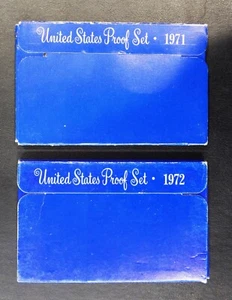 United States Proof Set · 1971
United States Proof Set · 1972